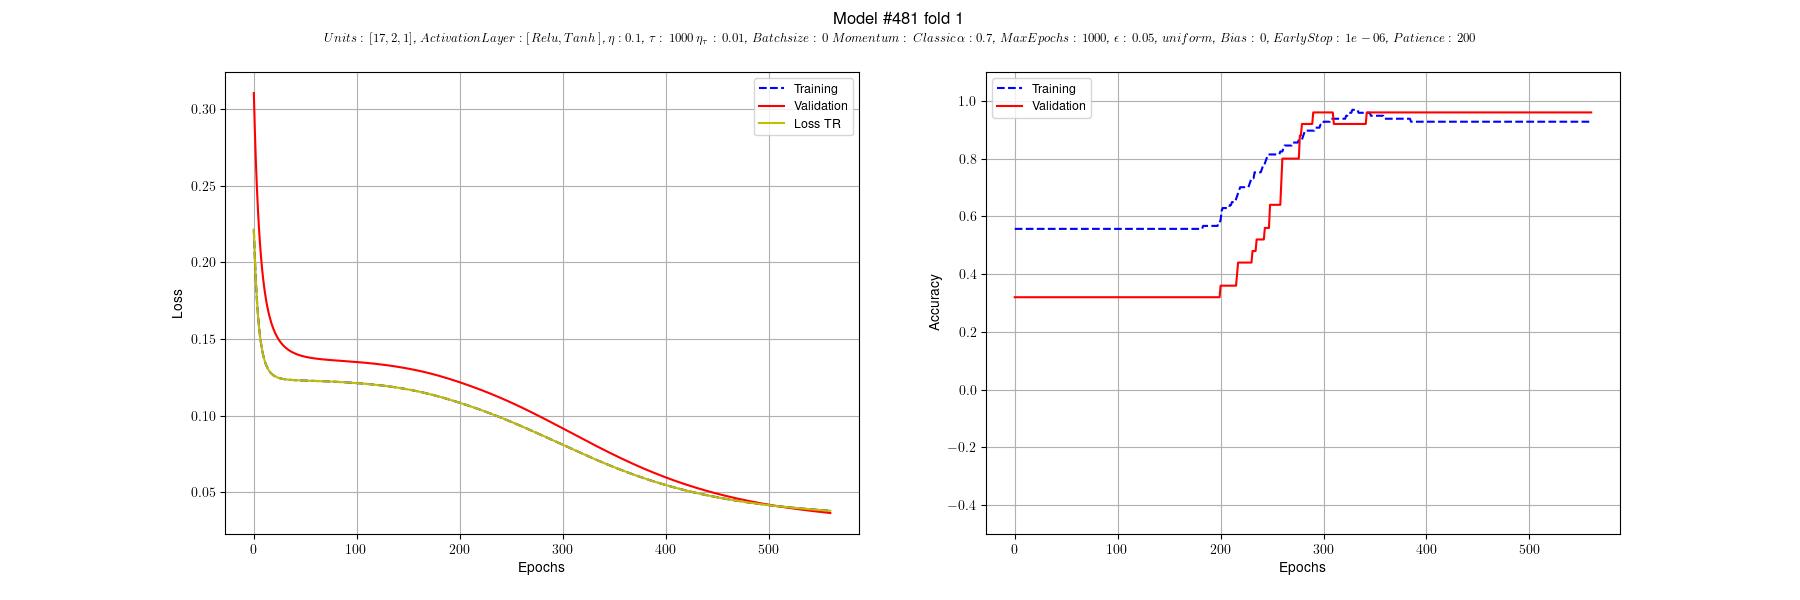 Model #481 fold 1
Units : [17, 2, 1], ActivationLayer : [Relu, Tanh], η : 0.1, τ : 1000 ητ : 0.01, Batchsize : 0 Momentum : Classicα : 0.7, MaxEpochs : 1000, ϵ : 0.05, uniform, Bias : 0, EarlyStop : 1e − 06, Patience : 200
Training
Validation
Loss TR
0.30
0.25
0.20
0.15
0.10
0.05
Loss
0 100 200 300 400 500
Epochs
Training
Validation
1.0
0.8
0.6
0.4
0.2
0.0
−0.2
−0.4
Accuracy
0 100 200 300 400 500
Epochs